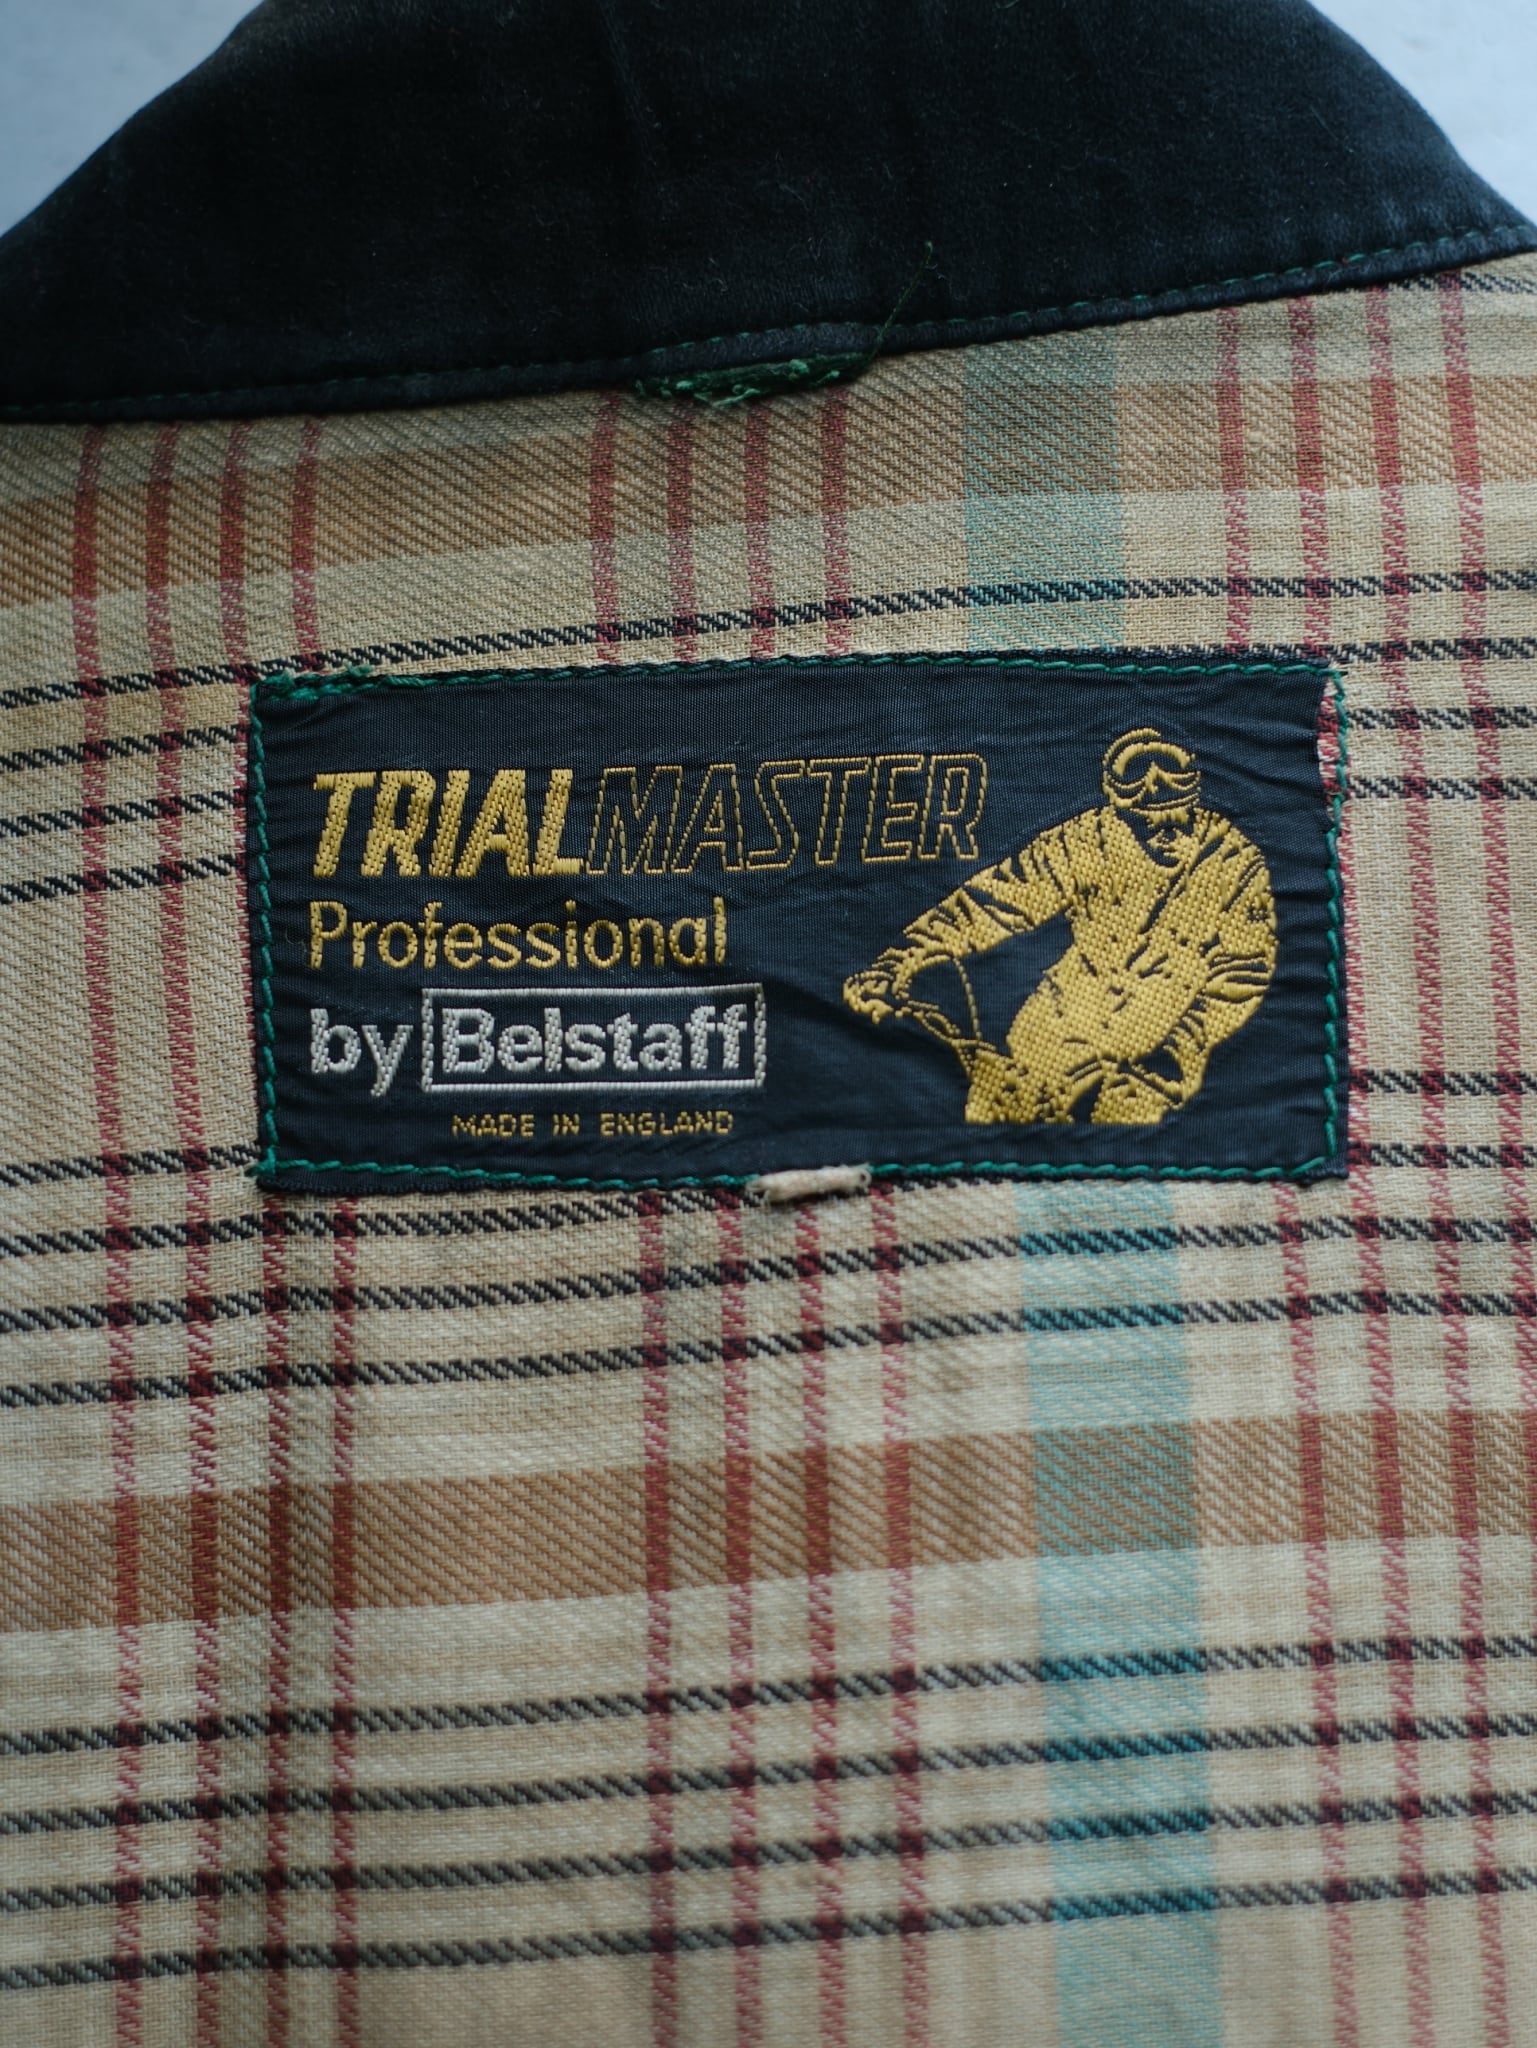 TRIALMASTER
Professional
by Belstaff
MADE IN ENGLAND